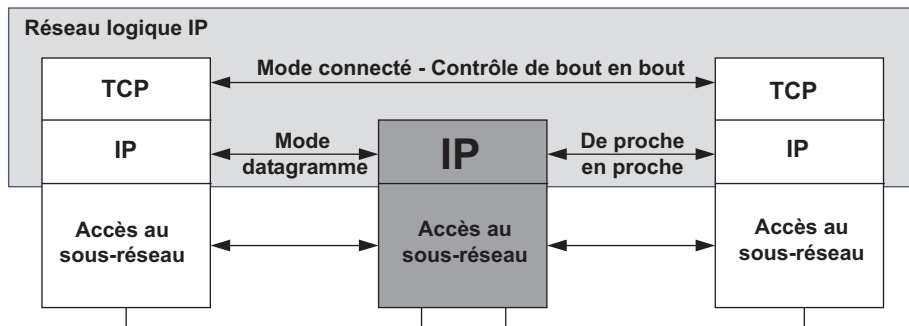 Réseau logique IP
Mode connecté - Contrôle de bout en bout
TCP
TCP
IP
Mode
datagramme
IP
De proche
en proche
IP
Accès au
sous-réseau
Accès au
sous-réseau
Accès au
sous-réseau